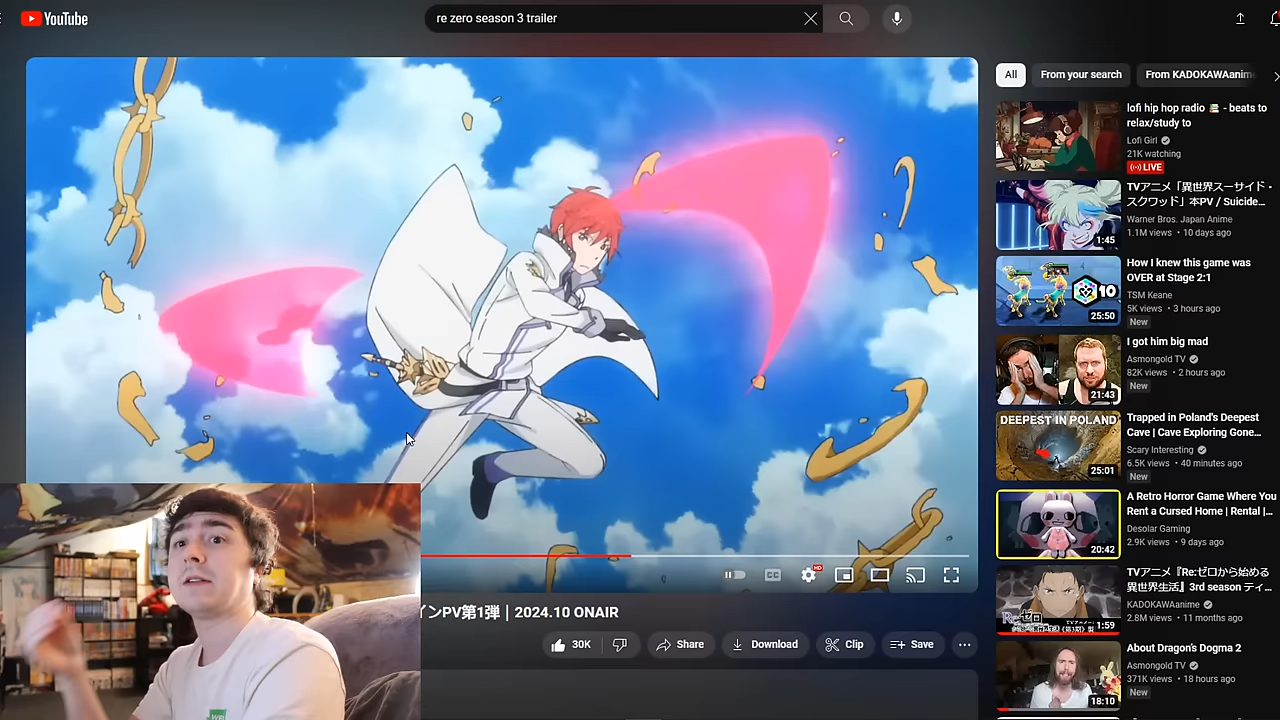 YouTube
re zero season 3 trailer
All
From your search
From KADOKAWAanim
lofi hip hop radio 📚 - beats to
relax/study to
Lofi Girl
21K watching
LIVE
TVアニメ「異世界スーサイド・
スクワッド」本PV / Suicide...
Warner Bros. Japan Anime
1.1M views • 10 days ago
1:45
How I knew this game was
OVER at Stage 2:1
TSM Keane
5K views • 3 hours ago
New
10
25:50
I got him big mad
Asmongold TV
82K views • 2 hours ago
New
21:43
DEEPEST IN POLAND
Trapped in Poland's Deepest
Cave | Cave Exploring Gone...
Scary Interesting
6.5K views • 40 minutes ago
New
25:01
A Retro Horror Game Where You
Rent a Cursed Home | Rental |...
Desolar Gaming
2.9K views • 9 days ago
20:42
TVアニメ『Re:ゼロから始める
異世界生活』3rd season ティ...
KADOKAWAanime
2.8M views • 11 months ago
1:59
About Dragon's Dogma 2
Asmongold TV
371K views • 18 hours ago
New
18:10
CC
HD
インPV第1弾｜2024.10 ONAIR
30K
Share
Download
Clip
Save